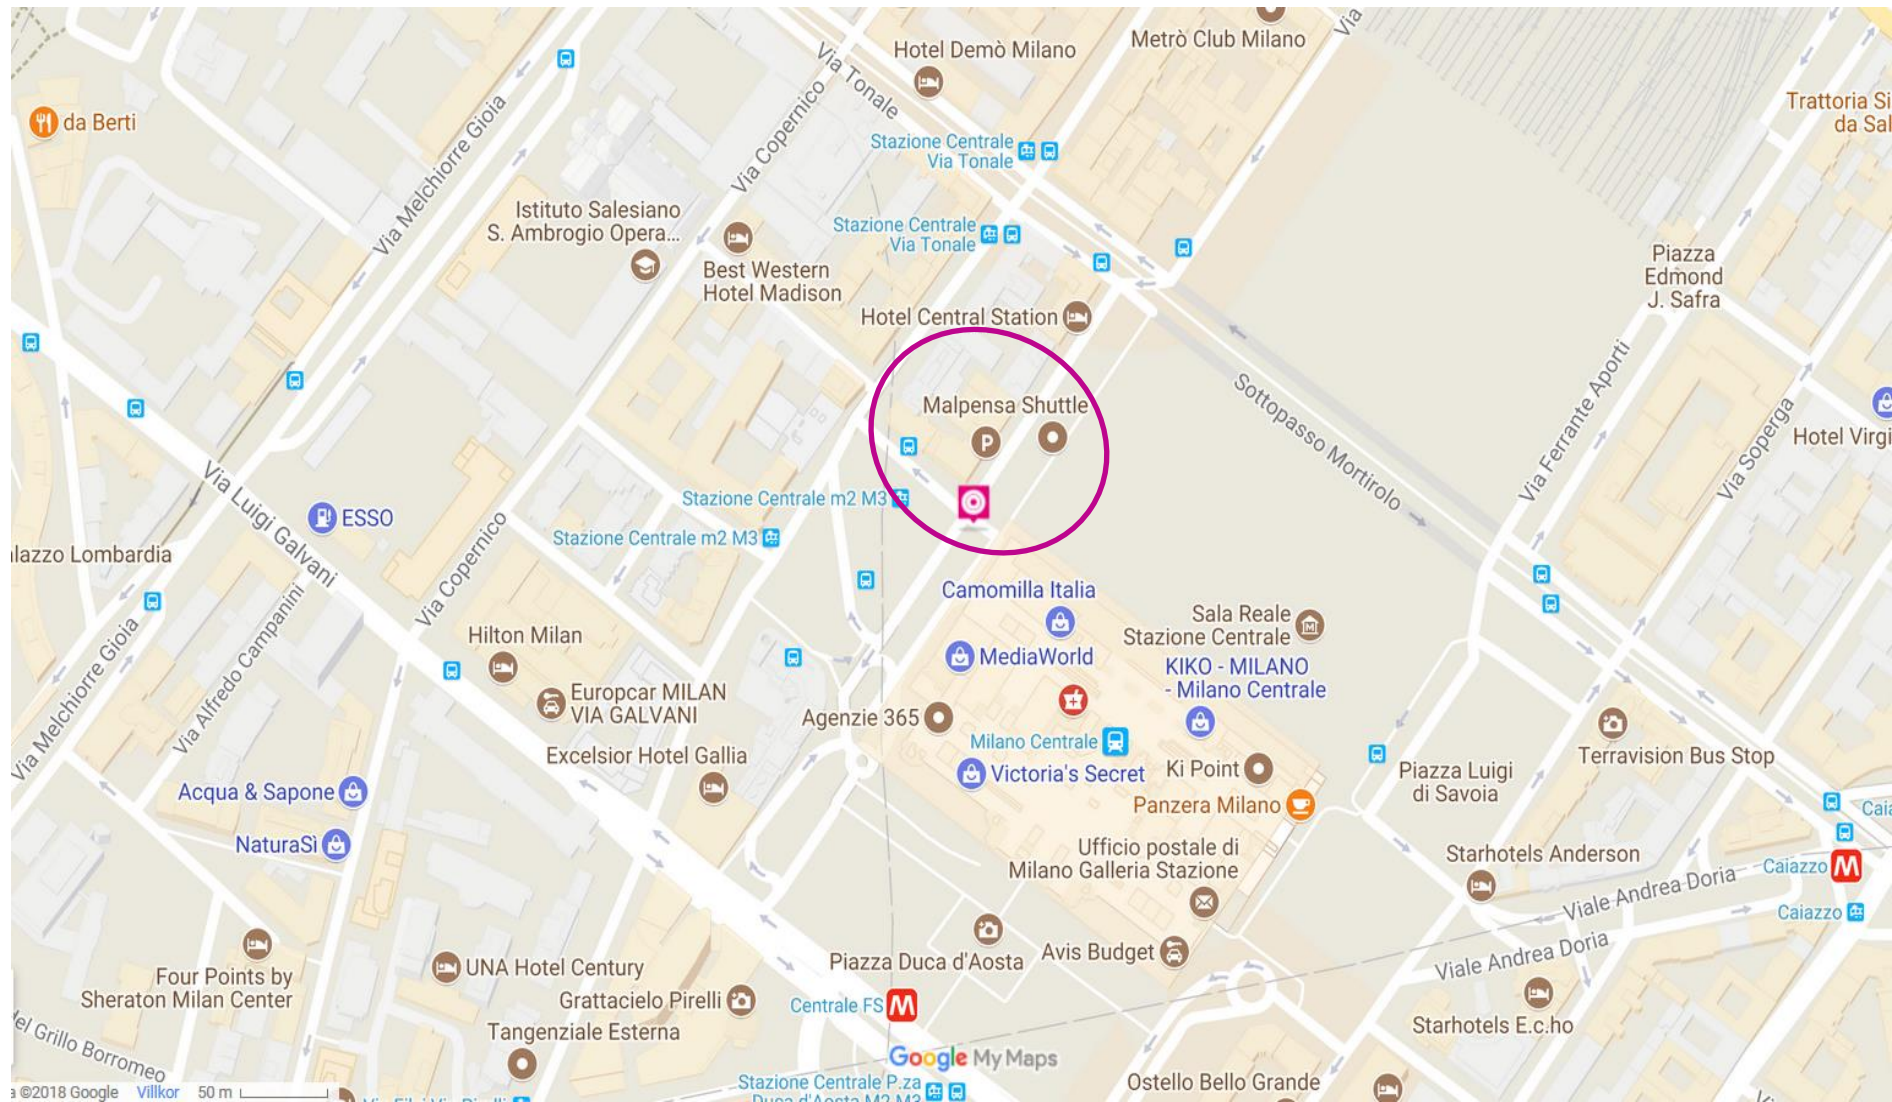 Hotel Demò Milano
Metrò Club Milano
Via
Via Tonale
da Berti
Via Melchiorre Gioia
Via Copernico
Trattoria Si
da Sal
Stazione Centrale
Via Tonale
Istituto Salesiano
S. Ambrogio Opera...
Stazione Centrale
Via Tonale
Best Western
Hotel Madison
Piazza
Edmond
J. Safra
Hotel Central Station
Malpensa Shuttle
P
Sottopasso Mortirolo
Via Ferrante Aporti
Via Soperga
Hotel Virgi
Via Luigi Galvani
ESSO
Stazione Centrale m2 M3
Stazione Centrale m2 M3
alazzo Lombardia
Via Copernico
Camomilla Italia
Via Melchiorre Gioia
Via Alfredo Campanini
Hilton Milan
MediaWorld
Sala Reale
Stazione Centrale
KIKO - MILANO
- Milano Centrale
Europcar MILAN
VIA GALVANI
Agenzie 365
Milano Centrale
Victoria's Secret
Ki Point
Terravision Bus Stop
Excelsior Hotel Gallia
Piazza Luigi
di Savoia
Acqua & Sapone
Panzera Milano
Caia
NaturaSì
Ufficio postale di
Milano Galleria Stazione
Starhotels Anderson
Caiazzo M
Viale Andrea Doria
Caiazzo
Four Points by
Sheraton Milan Center
UNA Hotel Century
Piazza Duca d'Aosta
Avis Budget
Viale Andrea Doria
Grattacielo Pirelli
Centrale FS M
Starhotels E.c.ho
Tangenziale Esterna
del Grillo Borromeo
Google My Maps
Stazione Centrale P.za
Duca d'Aosta M2 M3
Ostello Bello Grande
©2018 Google Villkor 50 m